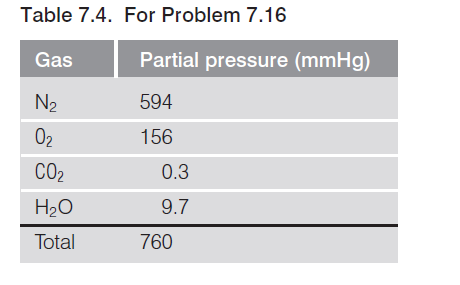 Table 7.4. For Problem 7.16
Gas Partial pressure (mmHg)
N₂ 594
0₂ 156
CO₂ 0.3
H₂O 9.7
Total 760